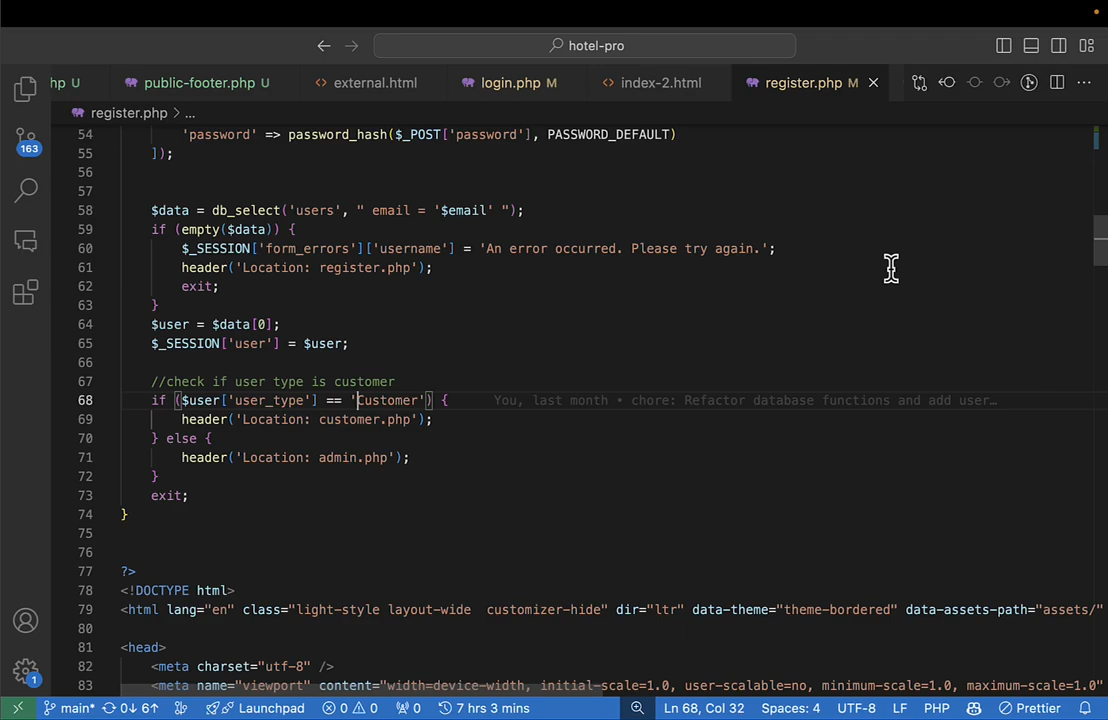 hotel-pro
hp U
public-footer.php U
external.html
login.php M
index-2.html
register.php M
register.php > ...
54 'password' => password_hash($_POST['password'], PASSWORD_DEFAULT)
55 ]);
56
57
58 $data = db_select('users', " email = '$email' ");
59 if (empty($data)) {
60 $_SESSION['form_errors']['username'] = 'An error occurred. Please try again.';
61 header('Location: register.php');
62 exit;
63 }
64 $user = $data[0];
65 $_SESSION['user'] = $user;
66
67 //check if user type is customer
68 if ($user['user_type'] == 'Customer') { You, last month • chore: Refactor database functions and add user…
69 header('Location: customer.php');
70 } else {
71 header('Location: admin.php');
72 }
73 exit;
74 }
75
76
77 ?>
78 <!DOCTYPE html>
79 <html lang="en" class="light-style layout-wide  customizer-hide" dir="ltr" data-theme="theme-bordered" data-assets-path="assets/"
80
81 <head>
82 <meta charset="utf-8" />
83 <meta name="viewport" content="width=device-width, initial-scale=1.0, user-scalable=no, minimum-scale=1.0, maximum-scale=1.0"
163
1
main* 0↓ 6↑ Launchpad 0 0 0 7 hrs 3 mins Ln 68, Col 32 Spaces: 4 UTF-8 LF PHP Prettier